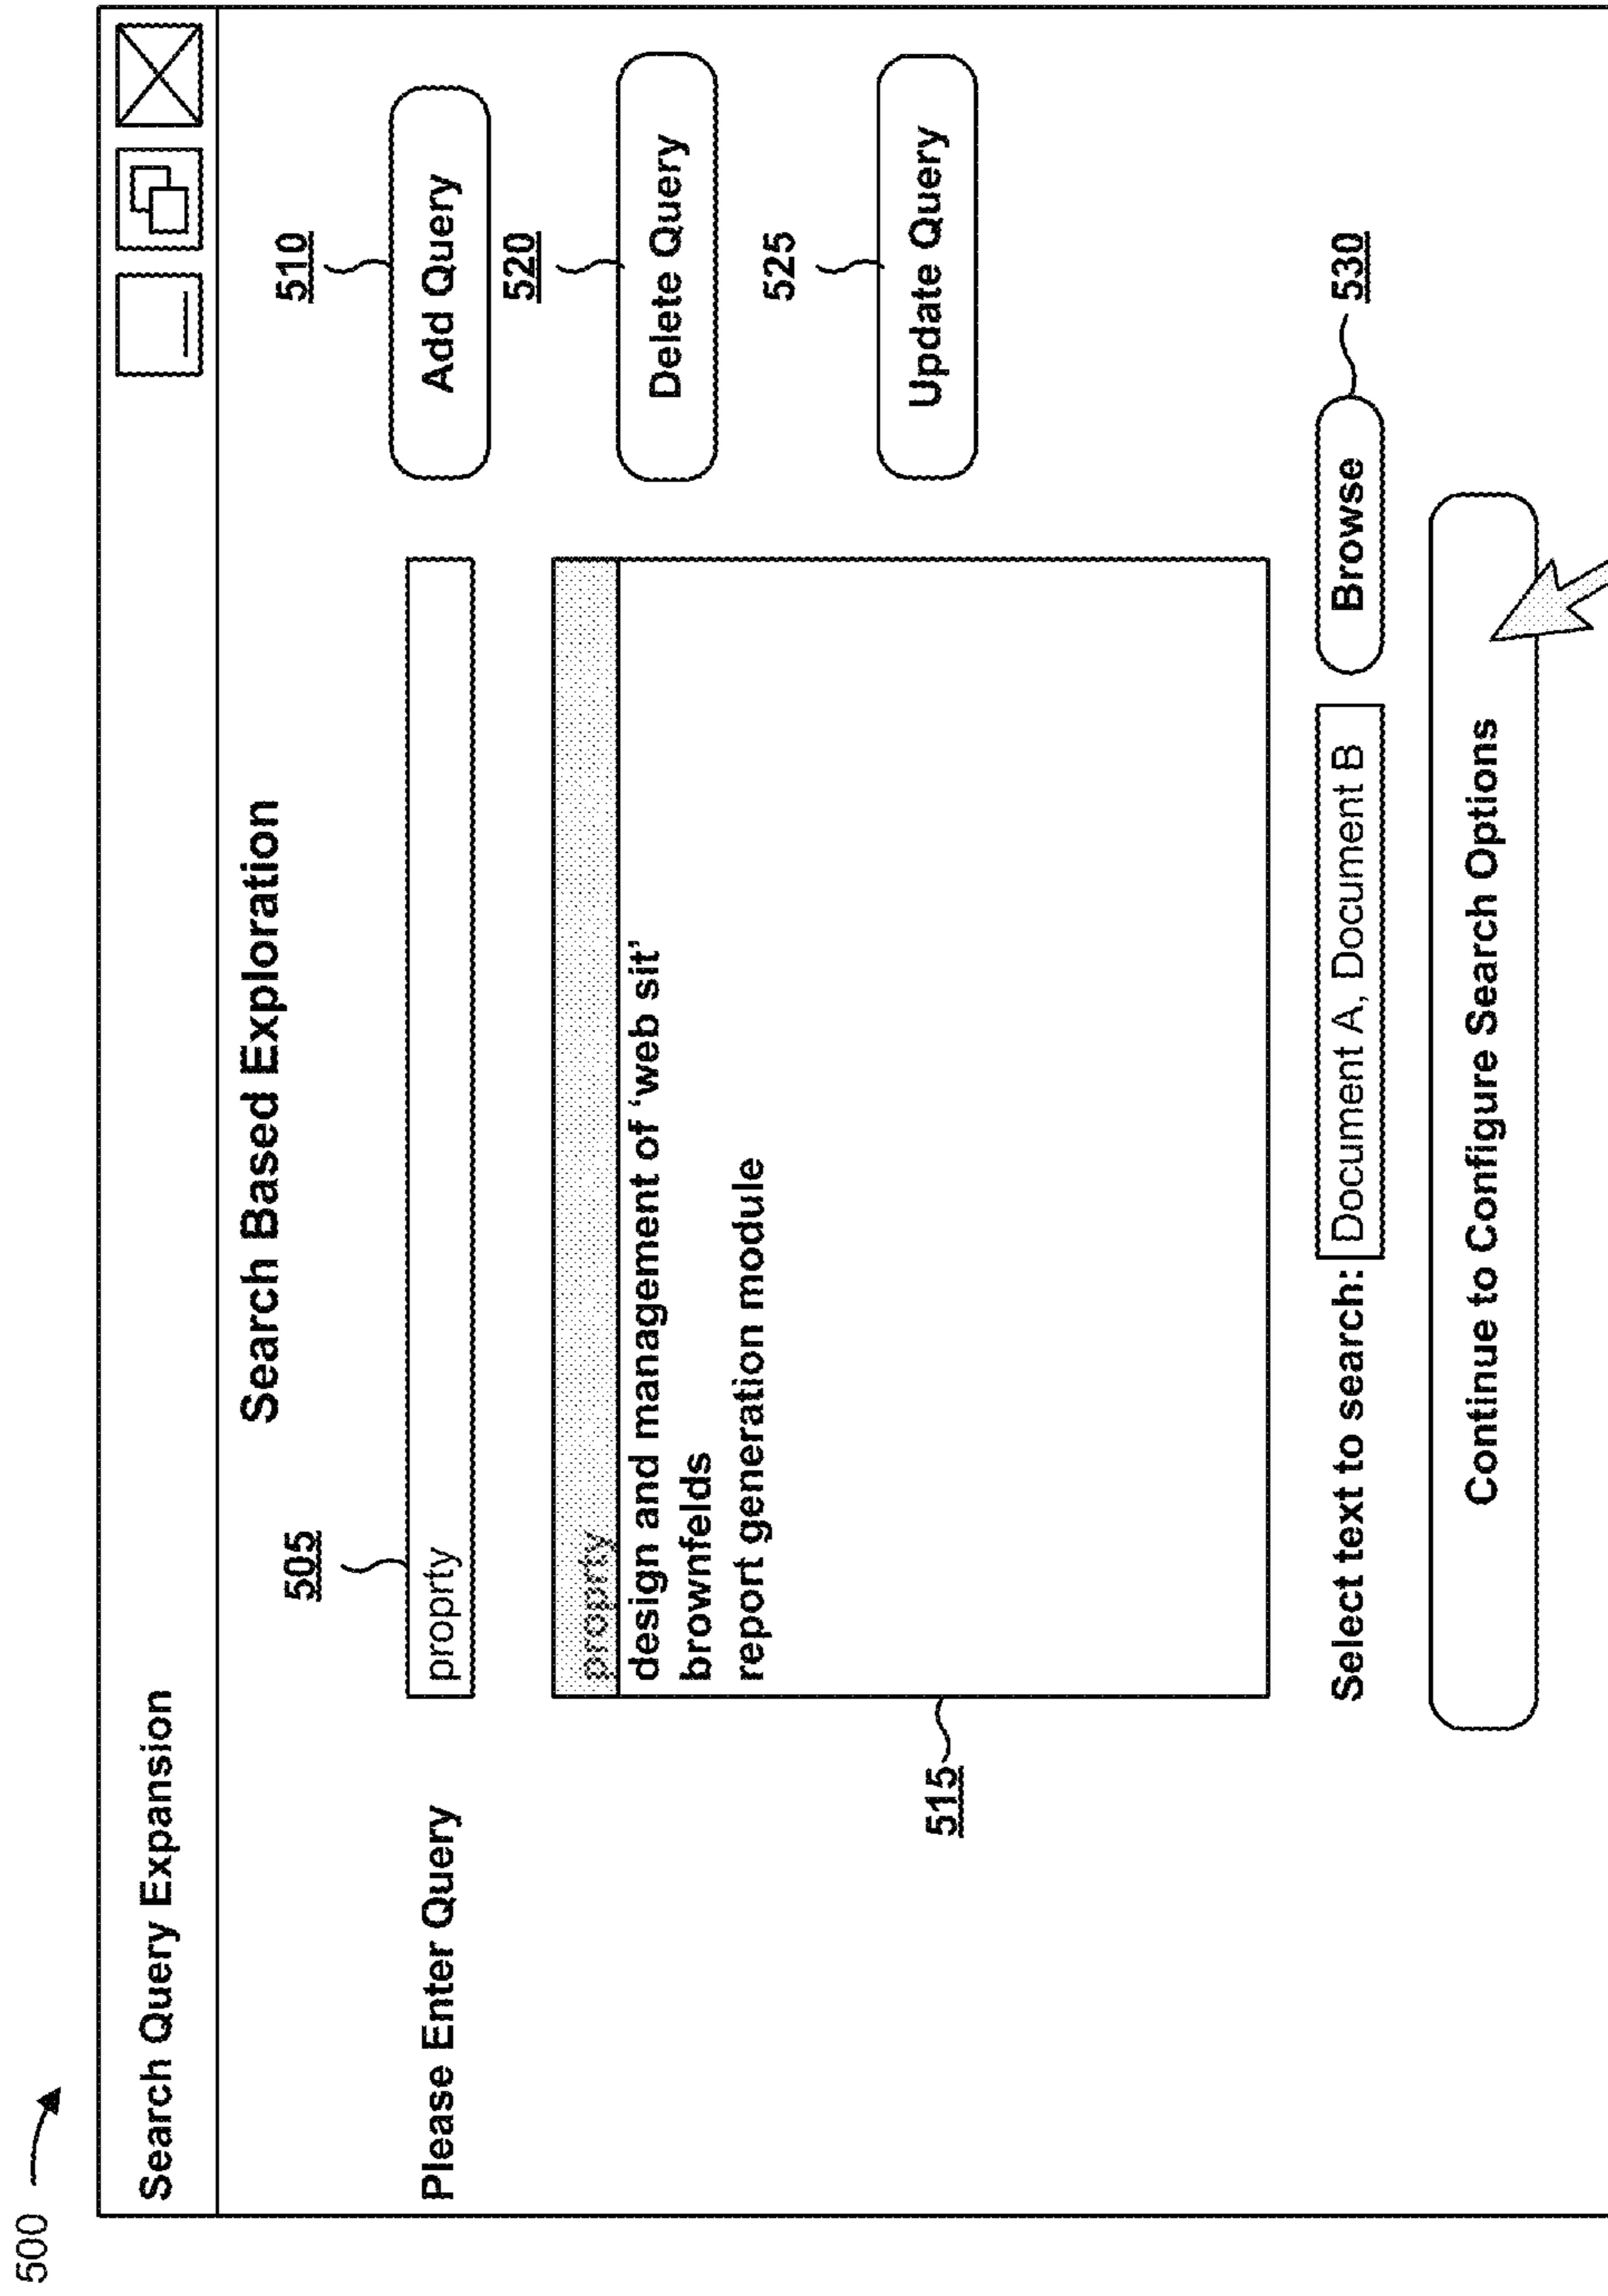 500
Search Query Expansion
Search Based Exploration
505
510
Please Enter Query
proprty
Add Query
520
proprty
design and management of ‘web sit’
brownfelds
report generation module
Delete Query
525
515
Update Query
Select text to search: Document A, Document B
Browse
530
Continue to Configure Search Options